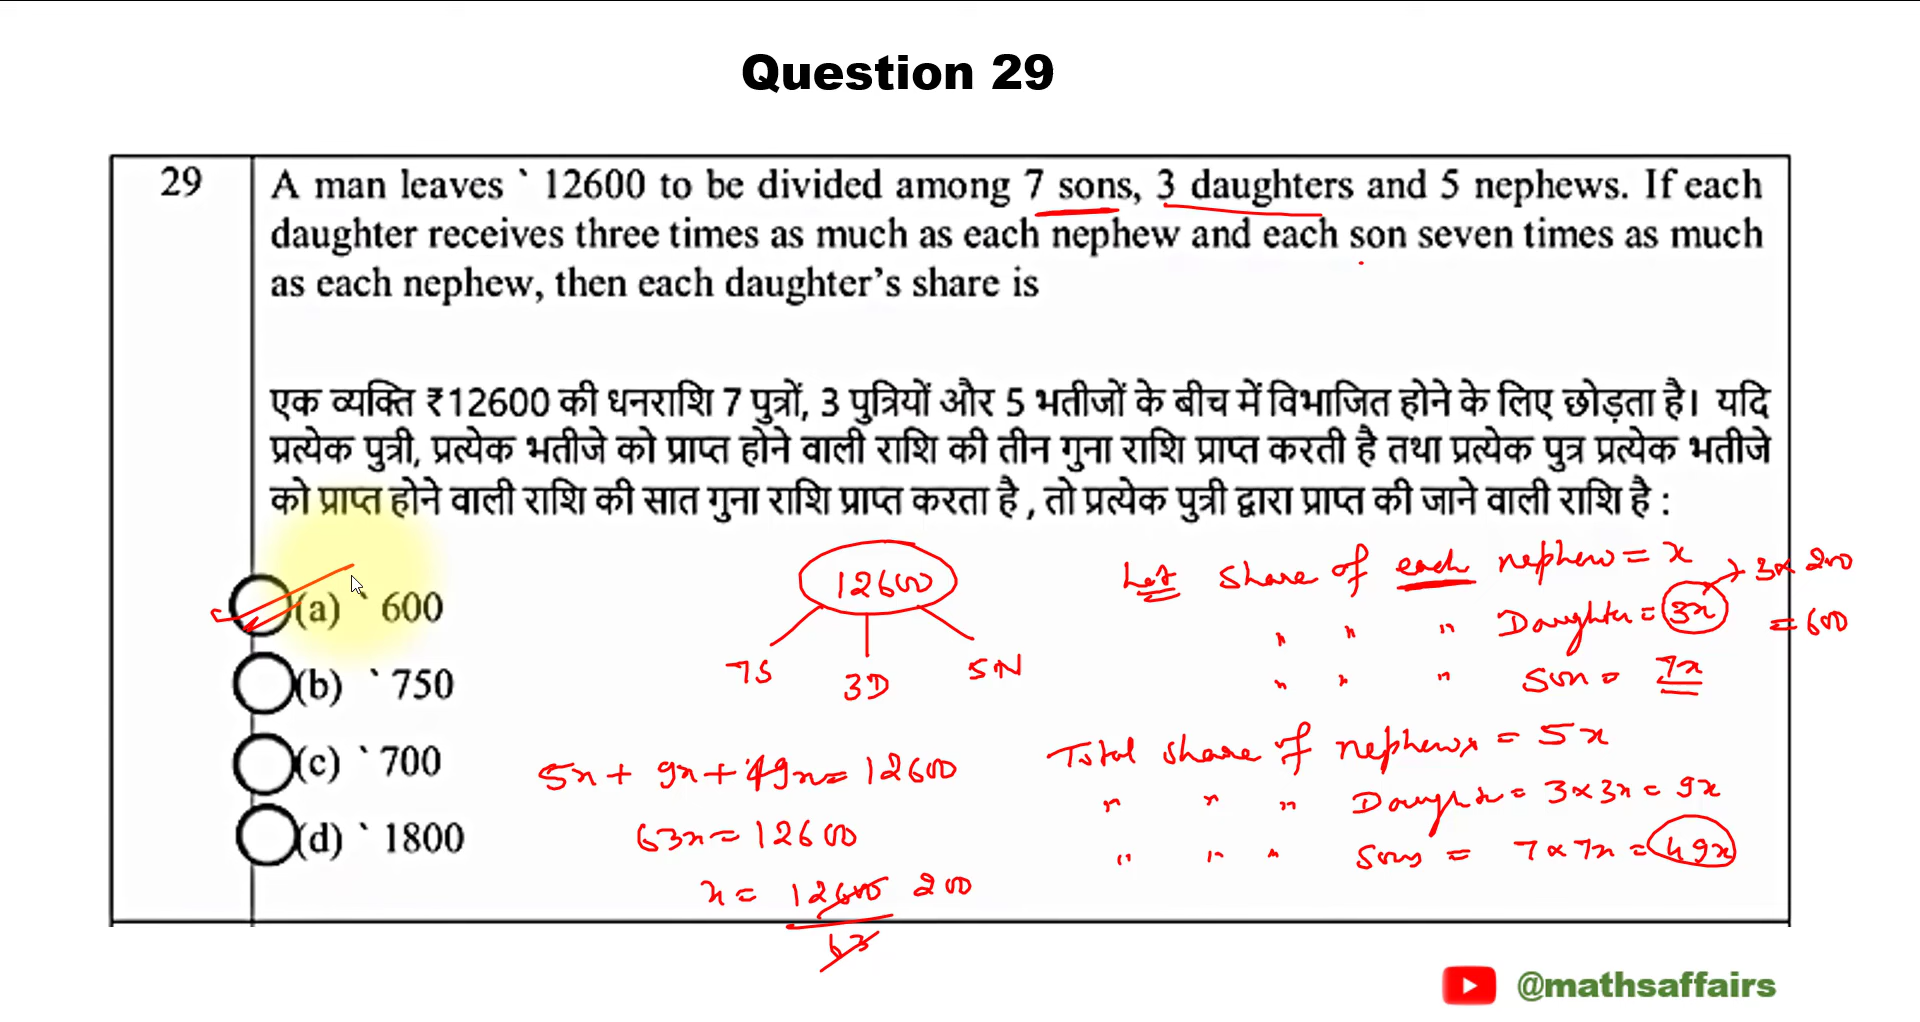 Question 29
29
A man leaves ` 12600 to be divided among 7 sons, 3 daughters and 5 nephews. If each
daughter receives three times as much as each nephew and each son seven times as much
as each nephew, then each daughter's share is
एक व्यक्ति ₹12600 की धनराशि 7 पुत्रों, 3 पुत्रियों और 5 भतीजों के बीच में विभाजित होने के लिए छोड़ता है। यदि
प्रत्येक पुत्री, प्रत्येक भतीजे को प्राप्त होने वाली राशि की तीन गुना राशि प्राप्त करती है तथा प्रत्येक पुत्र प्रत्येक भतीजे
को प्राप्त होने वाली राशि की सात गुना राशि प्राप्त करता है , तो प्रत्येक पुत्री द्वारा प्राप्त की जाने वाली राशि है :
(a) ` 600
(b) ` 750
(c) ` 700
(d) ` 1800
12600
7S 3D 5N
5x + 9x + 49x = 12600
63x = 12600
x = 12600 200
63
Let share of each nephew = x → 3 × 200
" " " Daughter = 3x = 600
" " " Son = 7x
Total share of nephews = 5x
" " " Daughter = 3 × 3x = 9x
" " " Sons = 7 × 7x = 49x
@mathsaffairs